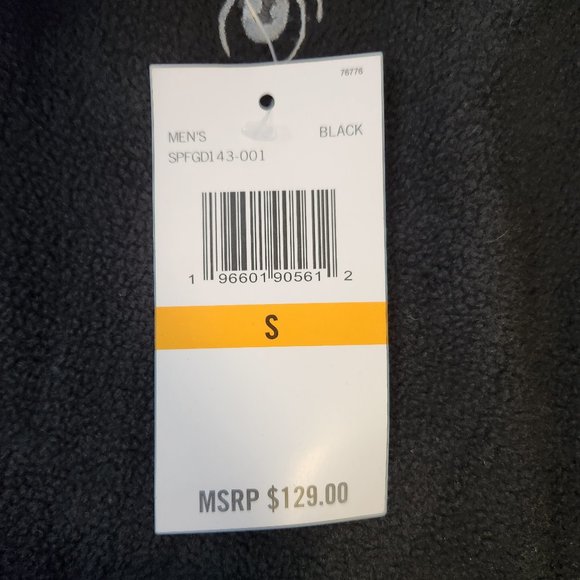 76776
MEN'S BLACK
SPFGD143-001
1 96601 90561 2
S
MSRP $129.00